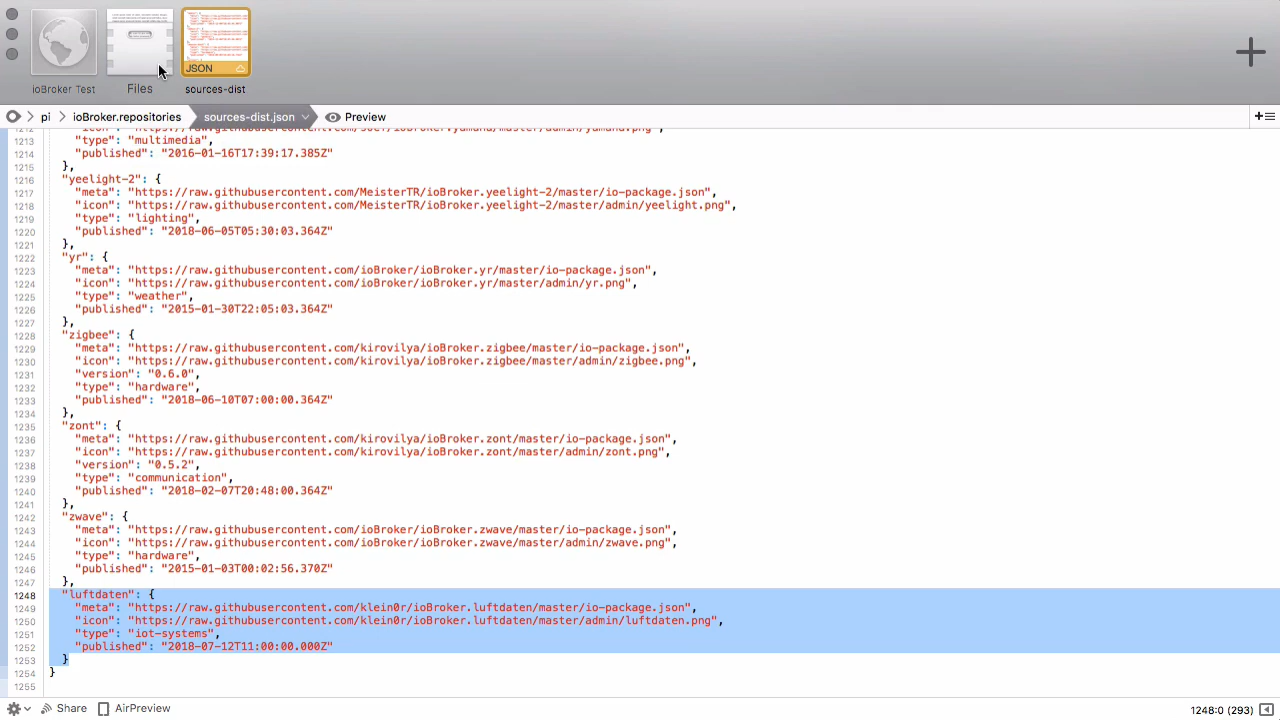 JSON
ioBroker Test
Files
sources-dist
pi
ioBroker.repositories
sources-dist.json
Preview
1213 "type": "multimedia",
1214 "published": "2016-01-16T17:39:17.385Z"
1215 },
1216 "yeelight-2": {
1217 "meta": "https://raw.githubusercontent.com/MeisterTR/ioBroker.yeelight-2/master/io-package.json",
1218 "icon": "https://raw.githubusercontent.com/MeisterTR/ioBroker.yeelight-2/master/admin/yeelight.png",
1219 "type": "lighting",
1220 "published": "2018-06-05T05:30:03.364Z"
1221 },
1222 "yr": {
1223 "meta": "https://raw.githubusercontent.com/ioBroker/ioBroker.yr/master/io-package.json",
1224 "icon": "https://raw.githubusercontent.com/ioBroker/ioBroker.yr/master/admin/yr.png",
1225 "type": "weather",
1226 "published": "2015-01-30T22:05:03.364Z"
1227 },
1228 "zigbee": {
1229 "meta": "https://raw.githubusercontent.com/kirovilya/ioBroker.zigbee/master/io-package.json",
1230 "icon": "https://raw.githubusercontent.com/kirovilya/ioBroker.zigbee/master/admin/zigbee.png",
1231 "version": "0.6.0",
1232 "type": "hardware",
1233 "published": "2018-06-10T07:00:00.364Z"
1234 },
1235 "zont": {
1236 "meta": "https://raw.githubusercontent.com/kirovilya/ioBroker.zont/master/io-package.json",
1237 "icon": "https://raw.githubusercontent.com/kirovilya/ioBroker.zont/master/admin/zont.png",
1238 "version": "0.5.2",
1239 "type": "communication",
1240 "published": "2018-02-07T20:48:00.364Z"
1241 },
1242 "zwave": {
1243 "meta": "https://raw.githubusercontent.com/ioBroker/ioBroker.zwave/master/io-package.json",
1244 "icon": "https://raw.githubusercontent.com/ioBroker/ioBroker.zwave/master/admin/zwave.png",
1245 "type": "hardware",
1246 "published": "2015-01-03T00:02:56.370Z"
1247 },
1248 "luftdaten": {
1249 "meta": "https://raw.githubusercontent.com/klein0r/ioBroker.luftdaten/master/io-package.json",
1250 "icon": "https://raw.githubusercontent.com/klein0r/ioBroker.luftdaten/master/admin/luftdaten.png",
1251 "type": "iot-systems",
1252 "published": "2018-07-12T11:00:00.000Z"
1253 }
1254 }
1255
Share
AirPreview
1248:0 (293)